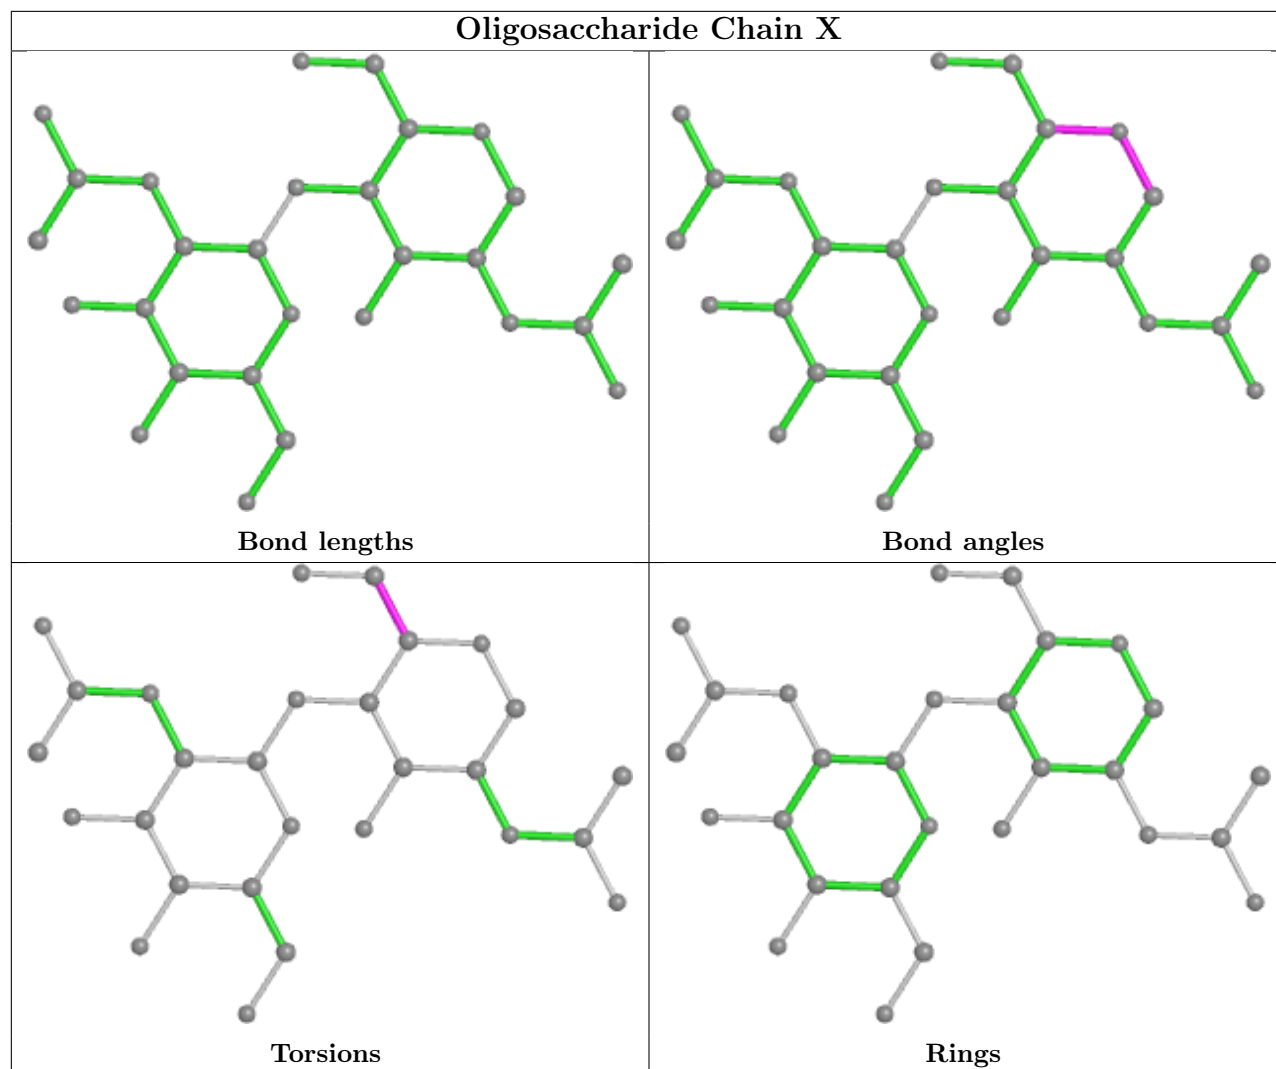 Oligosaccharide Chain X
Bond lengths
Bond angles
Torsions
Rings